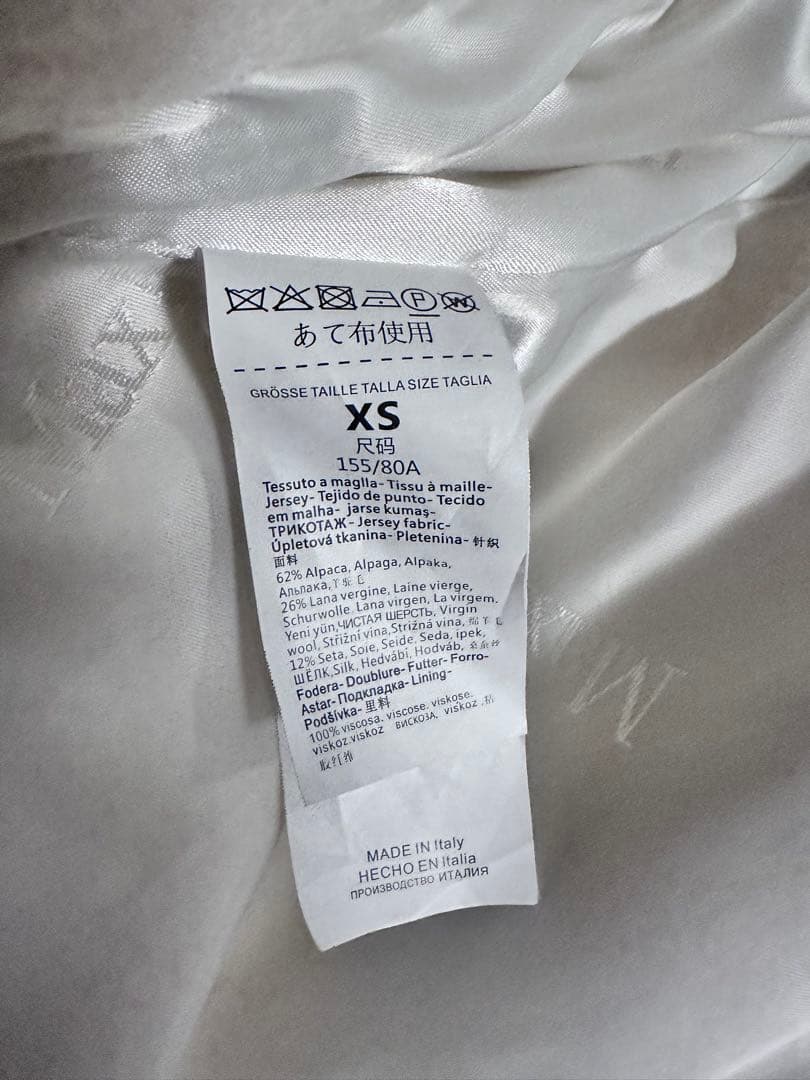 あて布使用
GRÖSSE TAILLE TALLA SIZE TAGLIA
XS
尺码
155/80A
Tessuto a maglla- Tissu à maille-
Jersey- Tejido de punto- Tecido
em malha- jarse kumaş-
ТРИКОТАЖ- Jersey fabric-
Úpletová tkanina- Pletenina- 针织
面料
62% Alpaca, Alpaga, Alpaka,
Альпака,
26% Lana vergine, Laine vierge,
Schurwolle. Lana virgen, La virgem.
Yeni yün,ЧИСТАЯ ШЕРСТЬ, Virgin
wool, Střižní vina,Strižná vina,
12% Seta, Soie, Seide. Seda, ipek,
ШЁЛК,Silk, Hedvábí, Hodváb,
Fodera- Doublure- Futter- Forro-
Astar- Подкладка- Lining-
Podšívka- 里料
100% viscosa. viscose. viskose.
viskoz viskoz ВИСКОЗА. viskoz ,粘
胶纤维
MADE IN Italy
HECHO EN Italia
ПРОИЗВОДСТВО ИТАЛИЯ